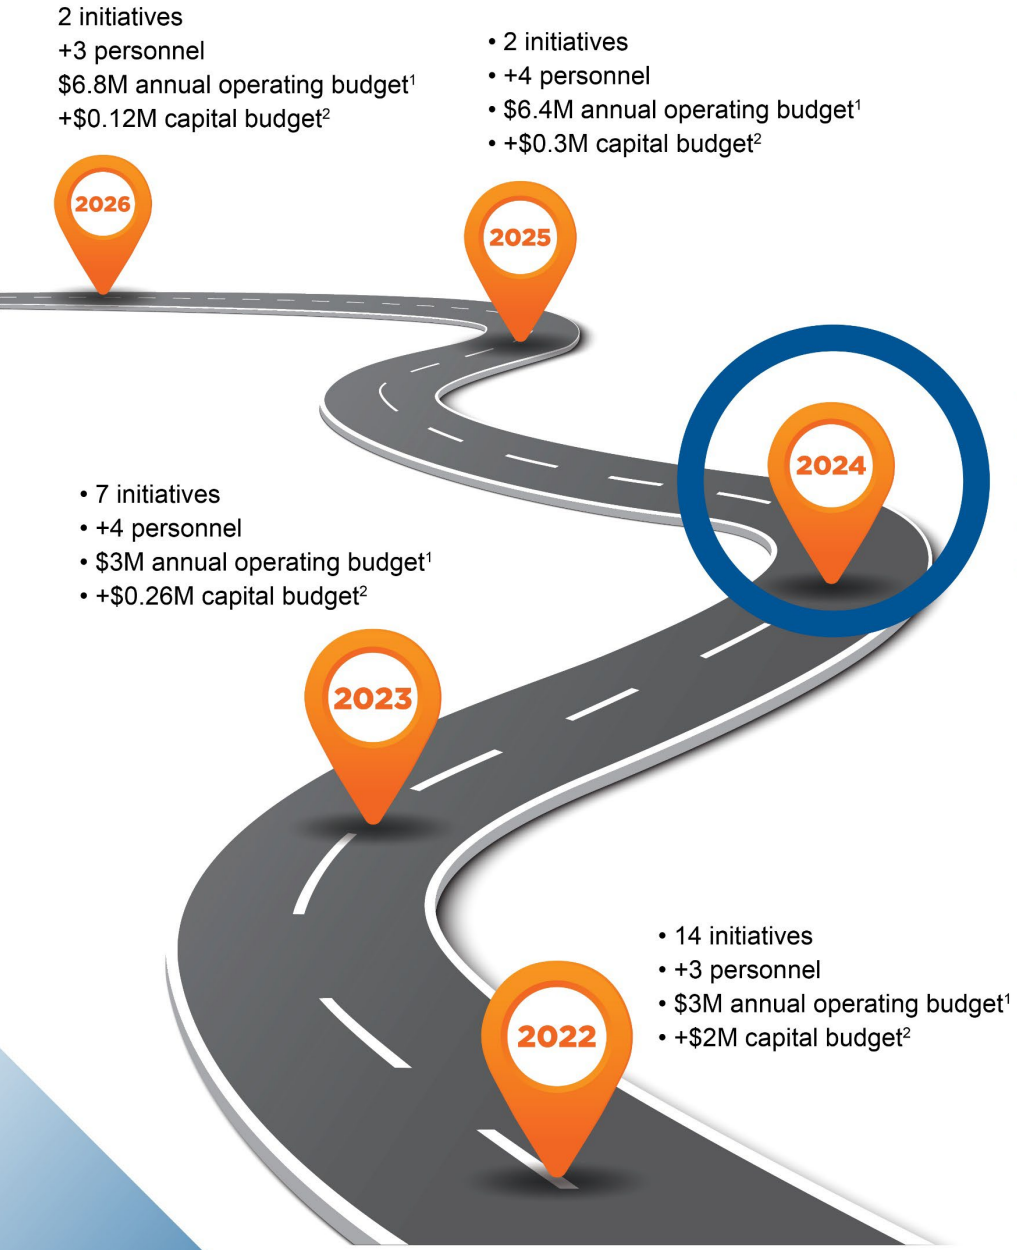 2 initiatives
+3 personnel
$6.8M annual operating budget¹
+$0.12M capital budget²
• 2 initiatives
• +4 personnel
• $6.4M annual operating budget¹
• +$0.3M capital budget²
2026
2025
2024
• 7 initiatives
• +4 personnel
• $3M annual operating budget¹
• +$0.26M capital budget²
2023
• 14 initiatives
• +3 personnel
• $3M annual operating budget¹
• +$2M capital budget²
2022